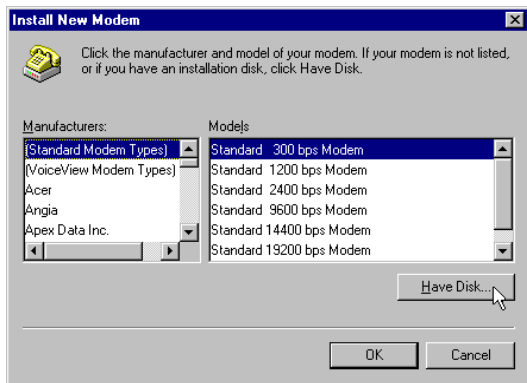 Install New Modem
Click the manufacturer and model of your modem. If your modem is not listed,
or if you have an installation disk, click Have Disk.
Manufacturers:
(Standard Modem Types)
(VoiceView Modem Types)
Acer
Angia
Apex Data Inc.
Models
Standard   300 bps Modem
Standard  1200 bps Modem
Standard  2400 bps Modem
Standard  9600 bps Modem
Standard 14400 bps Modem
Standard 19200 bps Modem
Have Disk...
OK
Cancel